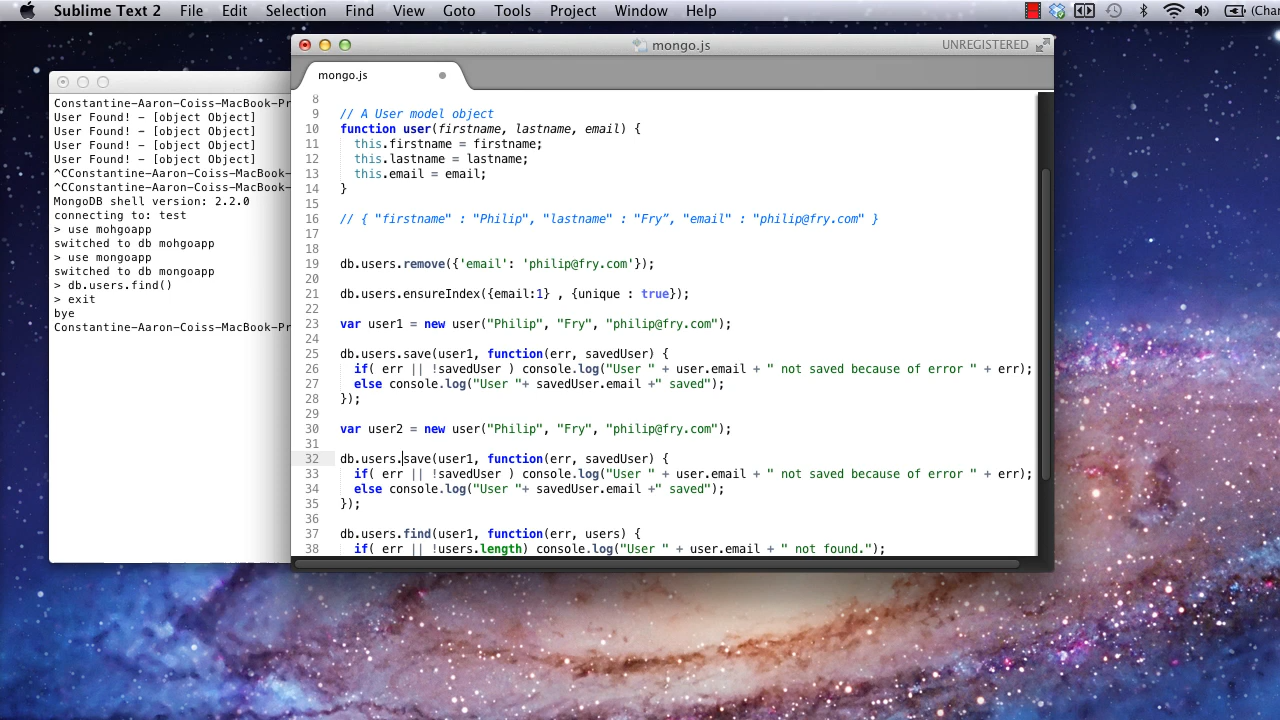 Sublime Text 2 File Edit Selection Find View Goto Tools Project Window Help (Char
mongo.js UNREGISTERED
mongo.js
Constantine-Aaron-Coiss-MacBook-Pr
User Found! - [object Object]
User Found! - [object Object]
User Found! - [object Object]
User Found! - [object Object]
^CConstantine-Aaron-Coiss-MacBook-
^CConstantine-Aaron-Coiss-MacBook-
MongoDB shell version: 2.2.0
connecting to: test
> use mohgoapp
switched to db mohgoapp
> use mongoapp
switched to db mongoapp
> db.users.find()
> exit
bye
Constantine-Aaron-Coiss-MacBook-Pr
8
9 // A User model object
10 function user(firstname, lastname, email) {
11 this.firstname = firstname;
12 this.lastname = lastname;
13 this.email = email;
14 }
15
16 // { "firstname" : "Philip", "lastname" : "Fry”, "email" : "philip@fry.com" }
17
18
19 db.users.remove({'email': 'philip@fry.com'});
20
21 db.users.ensureIndex({email:1} , {unique : true});
22
23 var user1 = new user("Philip", "Fry", "philip@fry.com");
24
25 db.users.save(user1, function(err, savedUser) {
26 if( err || !savedUser ) console.log("User " + user.email + " not saved because of error " + err);
27 else console.log("User "+ savedUser.email +" saved");
28 });
29
30 var user2 = new user("Philip", "Fry", "philip@fry.com");
31
32 db.users.save(user1, function(err, savedUser) {
33 if( err || !savedUser ) console.log("User " + user.email + " not saved because of error " + err);
34 else console.log("User "+ savedUser.email +" saved");
35 });
36
37 db.users.find(user1, function(err, users) {
38 if( err || !users.length) console.log("User " + user.email + " not found.");